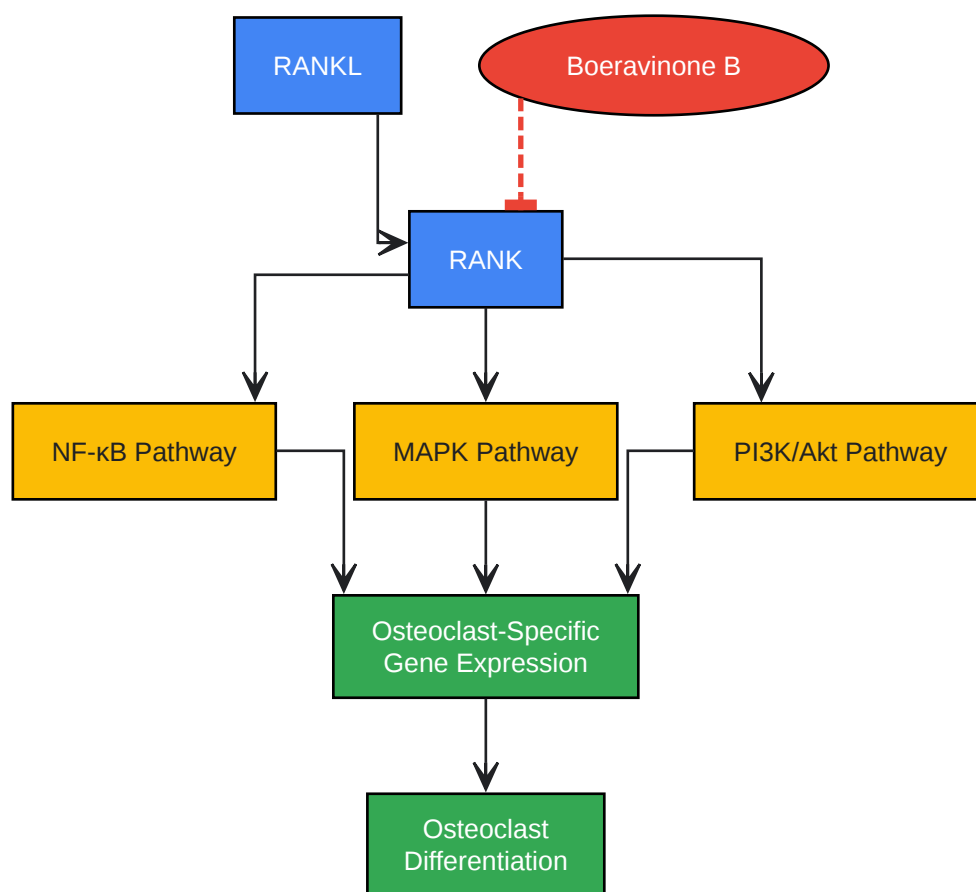 RANKL
Boeravinone B
RANK
NF-κB Pathway
MAPK Pathway
PI3K/Akt Pathway
Osteoclast-Specific
Gene Expression
Osteoclast
Differentiation